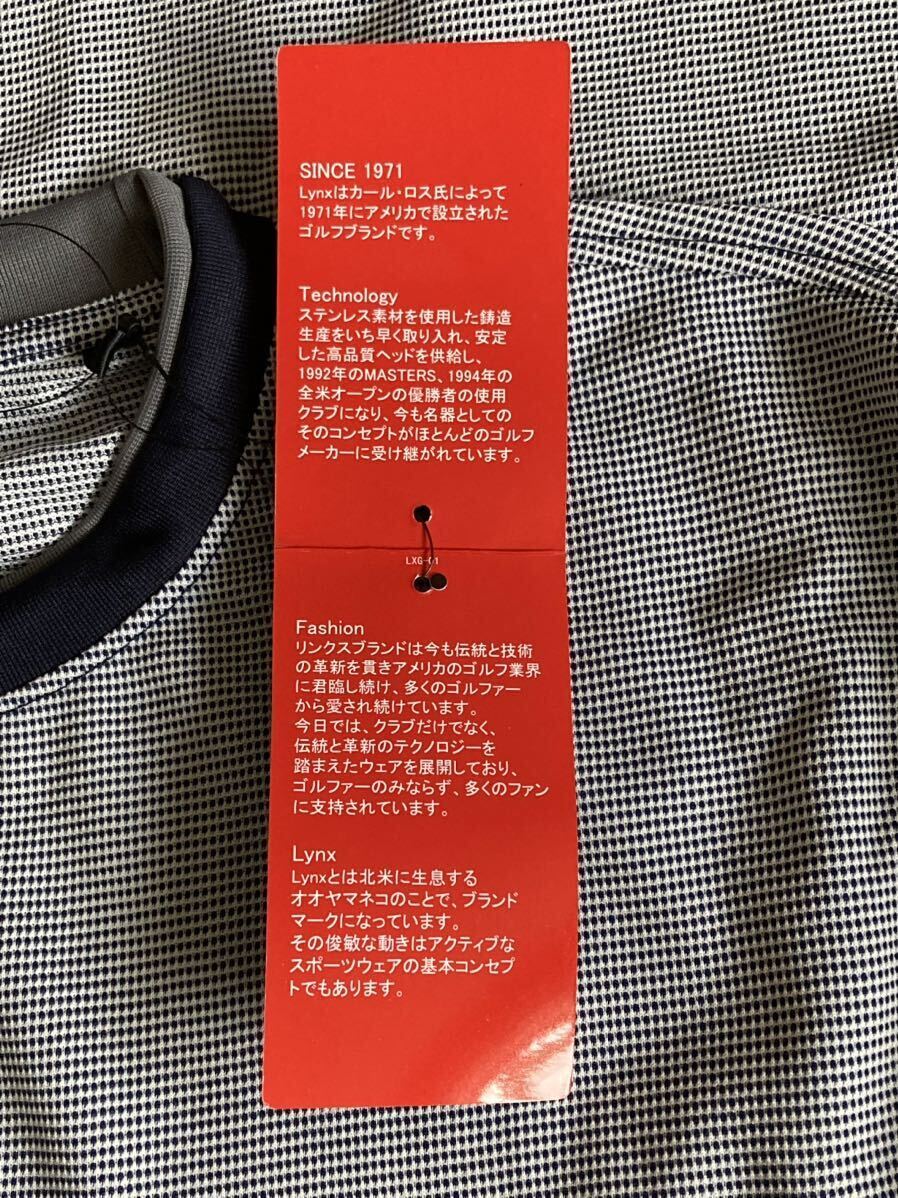 SINCE 1971
Lynxはカール・ロス氏によって
1971年にアメリカで設立された
ゴルフブランドです。
Technology
ステンレス素材を使用した鋳造
生産をいち早く取り入れ、安定
した高品質ヘッドを供給し、
1992年のMASTERS、1994年の
全米オープンの優勝者の使用
クラブになり、今も名器としての
そのコンセプトがほとんどのゴルフ
メーカーに受け継がれています。
LXG-01
Fashion
リンクスブランドは今も伝統と技術
の革新を貫きアメリカのゴルフ業界
に君臨し続け、多くのゴルファー
から愛され続けています。
今日では、クラブだけでなく、
伝統と革新のテクノロジーを
踏まえたウェアを展開しており、
ゴルファーのみならず、多くのファン
に支持されています。
Lynx
Lynxとは北米に生息する
オオヤマネコのことで、ブランド
マークになっています。
その俊敏な動きはアクティブな
スポーツウェアの基本コンセプ
トでもあります。